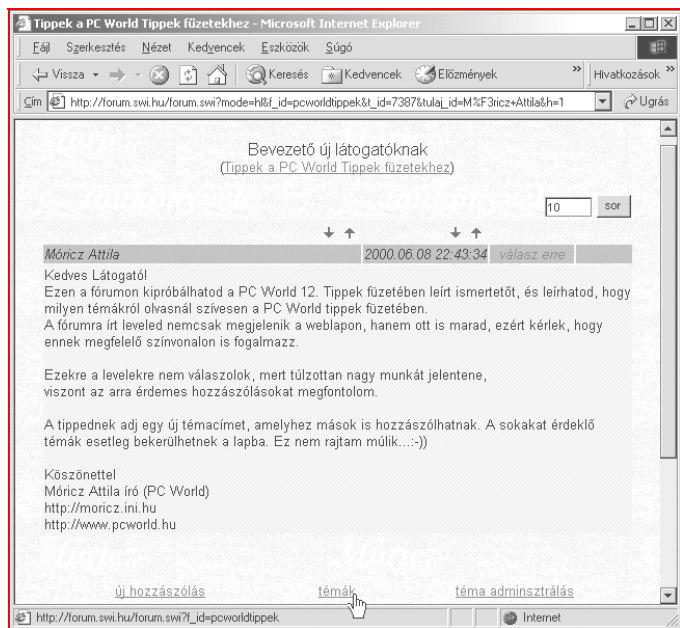 Tippek a PC World Tippek füzetekhez - Microsoft Internet Explorer
Fájl Szerkesztés Nézet Kedvencek Eszközök Súgó
Vissza Keresés Kedvencek Előzmények » Hivatkozások »
Cím http://forum.swi.hu/forum.swi?mode=hl&f_id=pcworldtippek&t_id=7387&tulaj_id=M%F3ricz+Attila&h=1 Ugrás
Bevezető új látogatóknak
(Tippek a PC World Tippek füzetekhez)
10 sor
Móricz Attila 2000.06.08 22:43:34 válasz erre
Kedves Látogató!
Ezen a fórumon kipróbálhatod a PC World 12. Tippek füzetében leírt ismertetőt, és leírhatod, hogy
milyen témákról olvasnál szívesen a PC World tippek füzetében.
A fórumra írt leveled nemcsak megjelenik a weblapon, hanem ott is marad, ezért kérlek, hogy
ennek megfelelő színvonalon is fogalmazz.
Ezekre a levelekre nem válaszolok, mert túlzottan nagy munkát jelentene,
viszont az arra érdemes hozzászólásokat megfontolom.
A tippednek adj egy új témacímet, amelyhez mások is hozzászólhatnak. A sokakat érdeklő
témák esetleg bekerülhetnek a lapba. Ez nem rajtam múlik...:-))
Köszönettel
Móricz Attila író (PC World)
http://moricz.ini.hu
http://www.pcworld.hu
új hozzászólás témák téma adminsztrálás
http://forum.swi.hu/forum.swi?f_id=pcworldtippek Internet